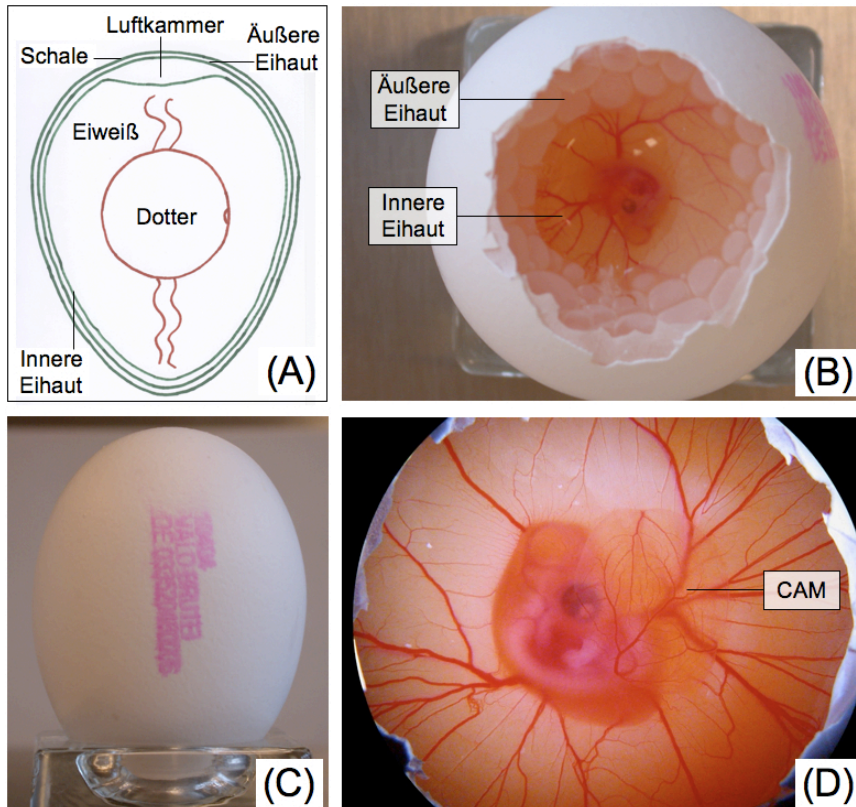 Luftkammer
Schale
Äußere
Eihaut
Eiweiß
Dotter
Innere
Eihaut
(A)
Äußere
Eihaut
Innere
Eihaut
(B)
(C)
CAM
(D)